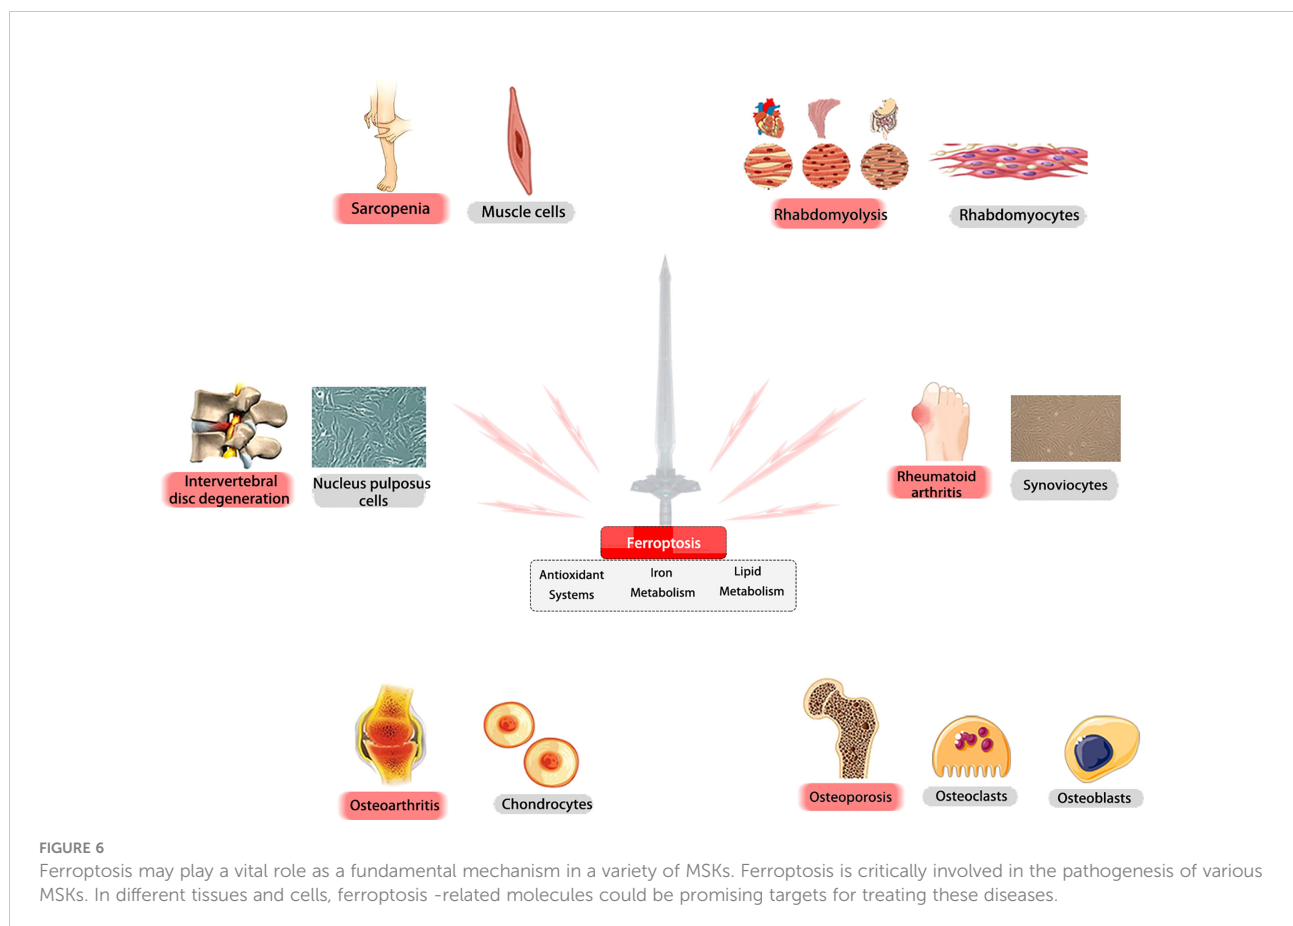 Sarcopenia
Muscle cells
Rhabdomyolysis
Rhabdomyocytes
Intervertebral
disc degeneration
Nucleus pulposus
cells
Rheumatoid
arthritis
Synoviocytes
Ferroptosis
Antioxidant
Systems
Iron
Metabolism
Lipid
Metabolism
Osteoarthritis
Chondrocytes
Osteoporosis
Osteoclasts
Osteoblasts
FIGURE 6
Ferroptosis may play a vital role as a fundamental mechanism in a variety of MSKs. Ferroptosis is critically involved in the pathogenesis of various
MSKs. In different tissues and cells, ferroptosis -related molecules could be promising targets for treating these diseases.